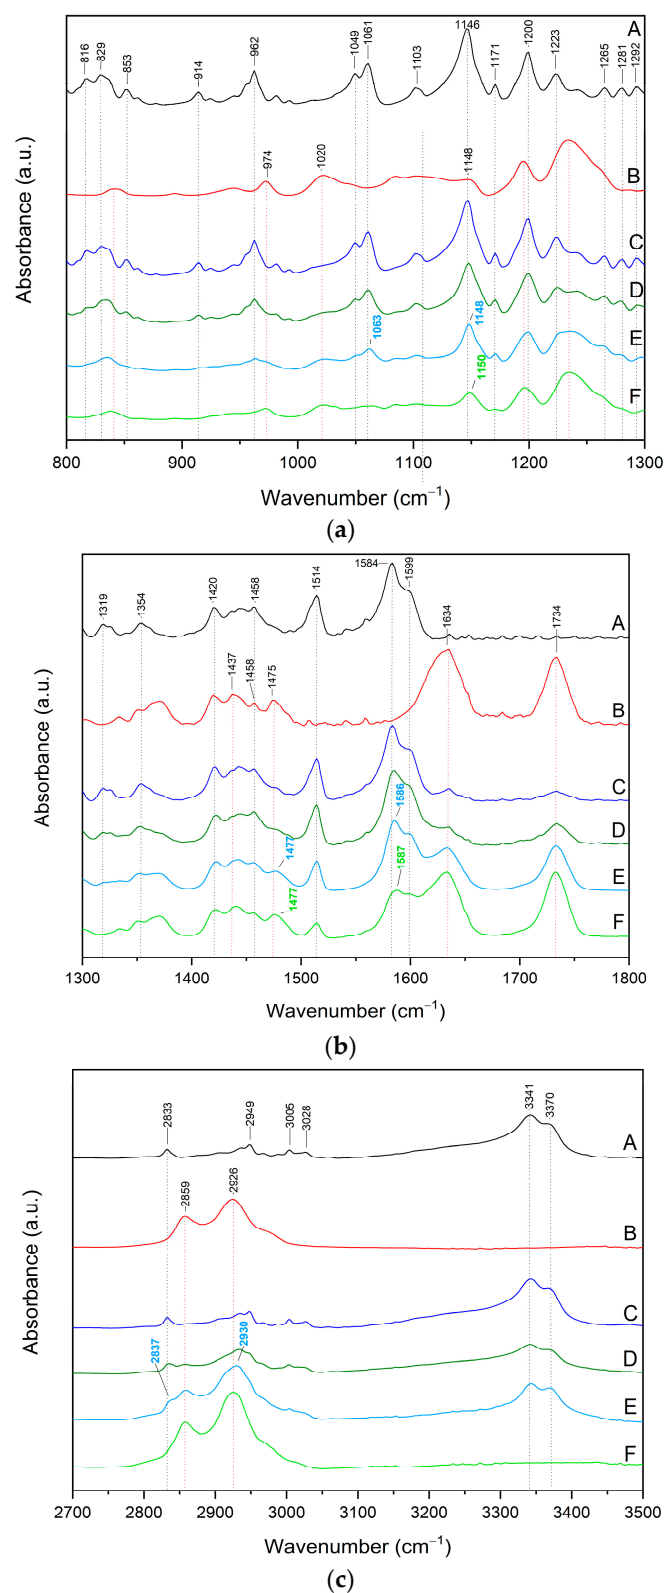 816
829
853
914
962
1049
1061
1103
1146
1171
1200
1223
1265
1281
1292
A
974
1020
1148
B
C
D
1063
1148
E
1150
F
Absorbance (a.u.)
800 900 1000 1100 1200 1300
Wavenumber (cm⁻¹)
(a)
1319
1354
1420
1458
1514
1584
1599
1634
1734
A
1437
1458
1475
B
C
1586
D
1477
1587
E
1477
F
Absorbance (a.u.)
1300 1400 1500 1600 1700 1800
Wavenumber (cm⁻¹)
(b)
2833
2949
3005
3028
3341
3370
A
2859
2926
B
C
2837
2930
D
E
F
Absorbance (a.u.)
2700 2800 2900 3000 3100 3200 3300 3400 3500
Wavenumber (cm⁻¹)
(c)